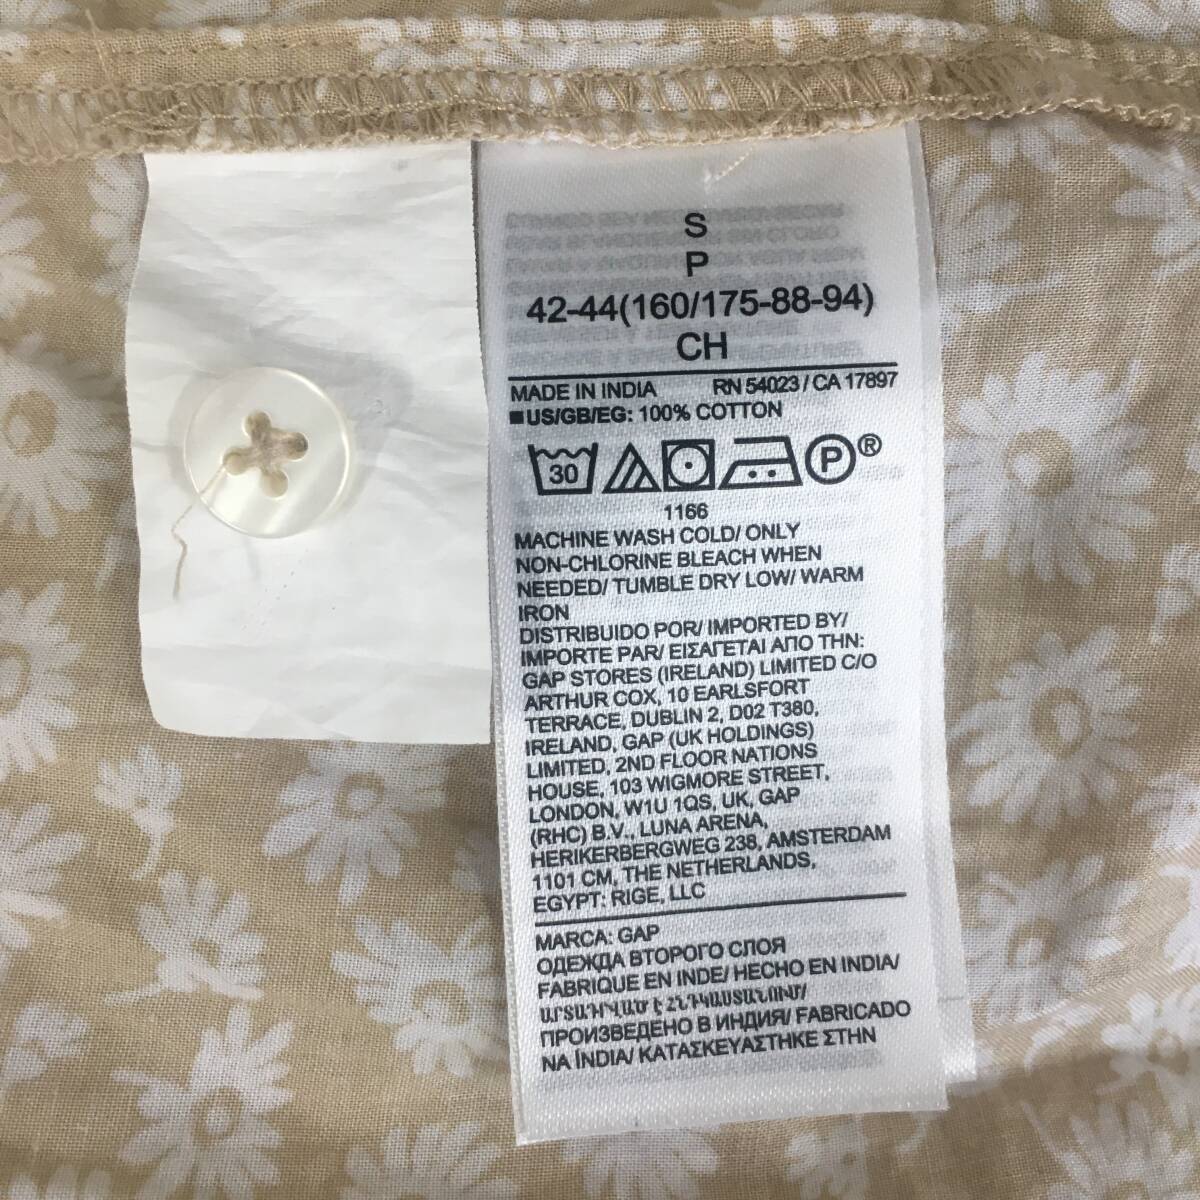 S
P
42-44(160/175-88-94)
CH
MADE IN INDIA RN 54023 / CA 17897
■US/GB/EG: 100% COTTON
30 P®
1166
MACHINE WASH COLD/ ONLY
NON-CHLORINE BLEACH WHEN
NEEDED/ TUMBLE DRY LOW/ WARM
IRON
DISTRIBUIDO POR/ IMPORTED BY/
IMPORTE PAR/ ΕΙΣΑΓΕΤΑΙ ΑΠΟ ΤΗΝ:
GAP STORES (IRELAND) LIMITED C/O
ARTHUR COX, 10 EARLSFORT
TERRACE, DUBLIN 2, D02 T380,
IRELAND, GAP (UK HOLDINGS)
LIMITED, 2ND FLOOR NATIONS
HOUSE, 103 WIGMORE STREET,
LONDON, W1U 1QS, UK, GAP
(RHC) B.V., LUNA ARENA,
HERIKERBERGWEG 238, AMSTERDAM
1101 CM, THE NETHERLANDS,
EGYPT: RIGE, LLC
MARCA: GAP
ОДЕЖДА ВТОРОГО СЛОЯ
FABRIQUE EN INDE/ HECHO EN INDIA/
ԱՐՏԱԴՐՎԱԾ Է ՀՆԴԿԱՍՏԱՆՈՒՄ/
ПРОИЗВЕДЕНО В ИНДИЯ/ FABRICADO
NA ÍNDIA/ ΚΑΤΑΣΚΕΥΑΣΤΗΚΕ ΣΤΗΝ